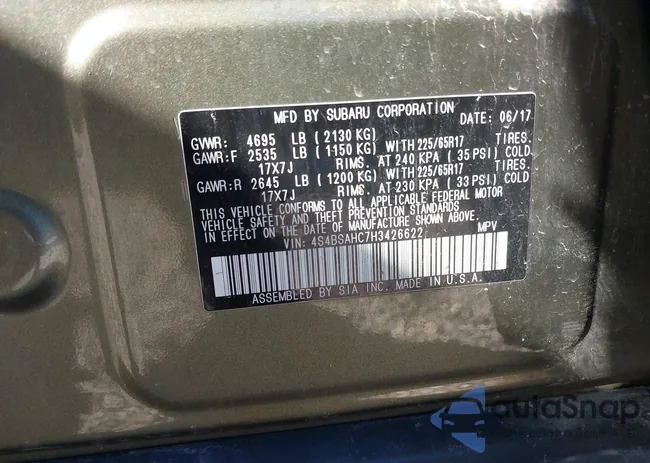 MFD BY SUBARU CORPORATION DATE: 06/17
GVWR: 4695 LB (2130 KG) TIRES.
GAWR:F 2535 LB (1150 KG) WITH 225/65R17
17X7J RIMS, AT 240 KPA (35 PSI) COLD
GAWR:R 2645 LB (1200 KG) WITH 225/65R17
17X7J RIMS, AT 230 KPA (33 PSI) COLD.
THIS VEHICLE CONFORMS TO ALL APPLICABLE FEDERAL MOTOR
VEHICLE SAFETY AND THEFT PREVENTION STANDARDS
IN EFFECT ON THE DATE OF MANUFACTURE SHOWN ABOVE.
VIN: 4S4BSAHC7H3426622 MPV
ASSEMBLED BY SIA INC. MADE IN U.S.A.
autaSnap
www.autasnap.com